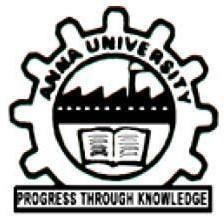 ANNA UNIVERSITY
PROGRESS THROUGH KNOWLEDGE